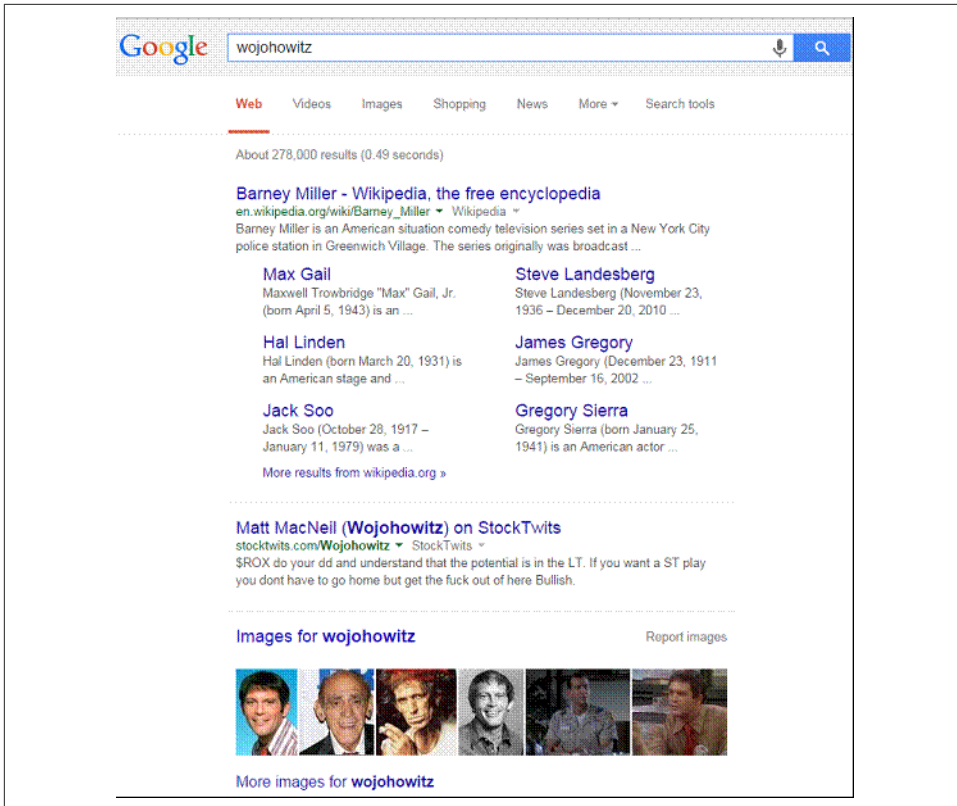 Google wojohowitz
Web Videos Images Shopping News More Search tools
About 278,000 results (0.49 seconds)
Barney Miller - Wikipedia, the free encyclopedia
en.wikipedia.org/wiki/Barney_Miller Wikipedia
Barney Miller is an American situation comedy television series set in a New York City
police station in Greenwich Village. The series originally was broadcast ...
Max Gail
Maxwell Trowbridge "Max" Gail, Jr.
(born April 5, 1943) is an ...
Steve Landesberg
Steve Landesberg (November 23,
1936 – December 20, 2010 ...
Hal Linden
Hal Linden (born March 20, 1931) is
an American stage and ...
James Gregory
James Gregory (December 23, 1911
– September 16, 2002 ...
Jack Soo
Jack Soo (October 28, 1917 –
January 11, 1979) was a ...
Gregory Sierra
Gregory Sierra (born January 25,
1941) is an American actor ...
More results from wikipedia.org »
Matt MacNeil (Wojohowitz) on StockTwits
stocktwits.com/Wojohowitz StockTwits
$ROX do your dd and understand that the potential is in the LT. If you want a ST play
you dont have to go home but get the fuck out of here Bullish.
Images for wojohowitz Report images
More images for wojohowitz